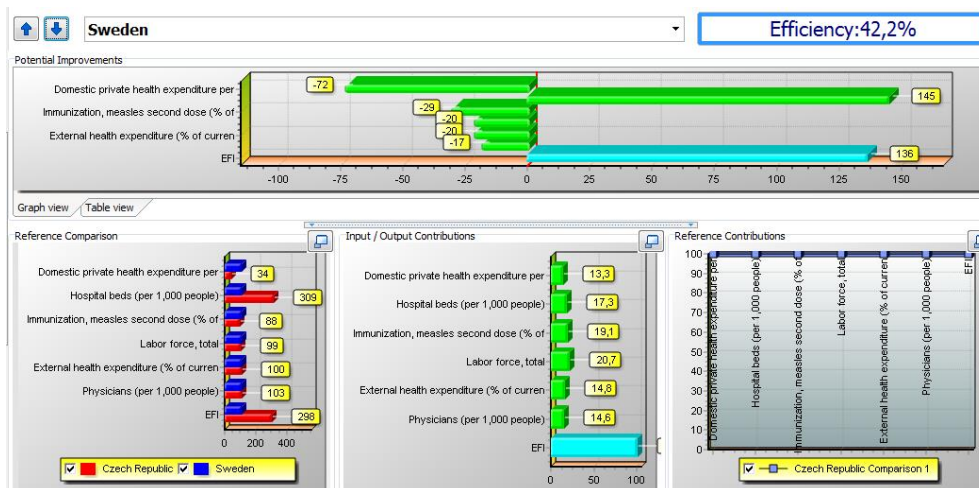 Sweden
Efficiency:42,2%
Potential Improvements
Domestic private health expenditure per
Immunization, measles second dose (% of
External health expenditure (% of curren
EFI
-72
145
-29
-20
-20
-17
136
-100 -75 -50 -25 0 25 50 75 100 125 150
Graph view Table view
Reference Comparison
Domestic private health expenditure per
Hospital beds (per 1,000 people)
Immunization, measles second dose (% of
Labor force, total
External health expenditure (% of curren
Physicians (per 1,000 people)
EFI
34
309
88
99
100
103
298
0 200 400
Czech Republic Sweden
Input / Output Contributions
Domestic private health expenditure per
Hospital beds (per 1,000 people)
Immunization, measles second dose (% of
Labor force, total
External health expenditure (% of curren
Physicians (per 1,000 people)
EFI
13,3
17,3
19,1
20,7
14,8
14,6
0 50 100
Reference Contributions
100
90
80
70
60
50
40
30
20
10
0
Domestic private health expenditure per
Hospital beds (per 1,000 people)
Immunization, measles second dose (% of
Labor force, total
External health expenditure (% of curren
Physicians (per 1,000 people)
EFI
Czech Republic Comparison 1